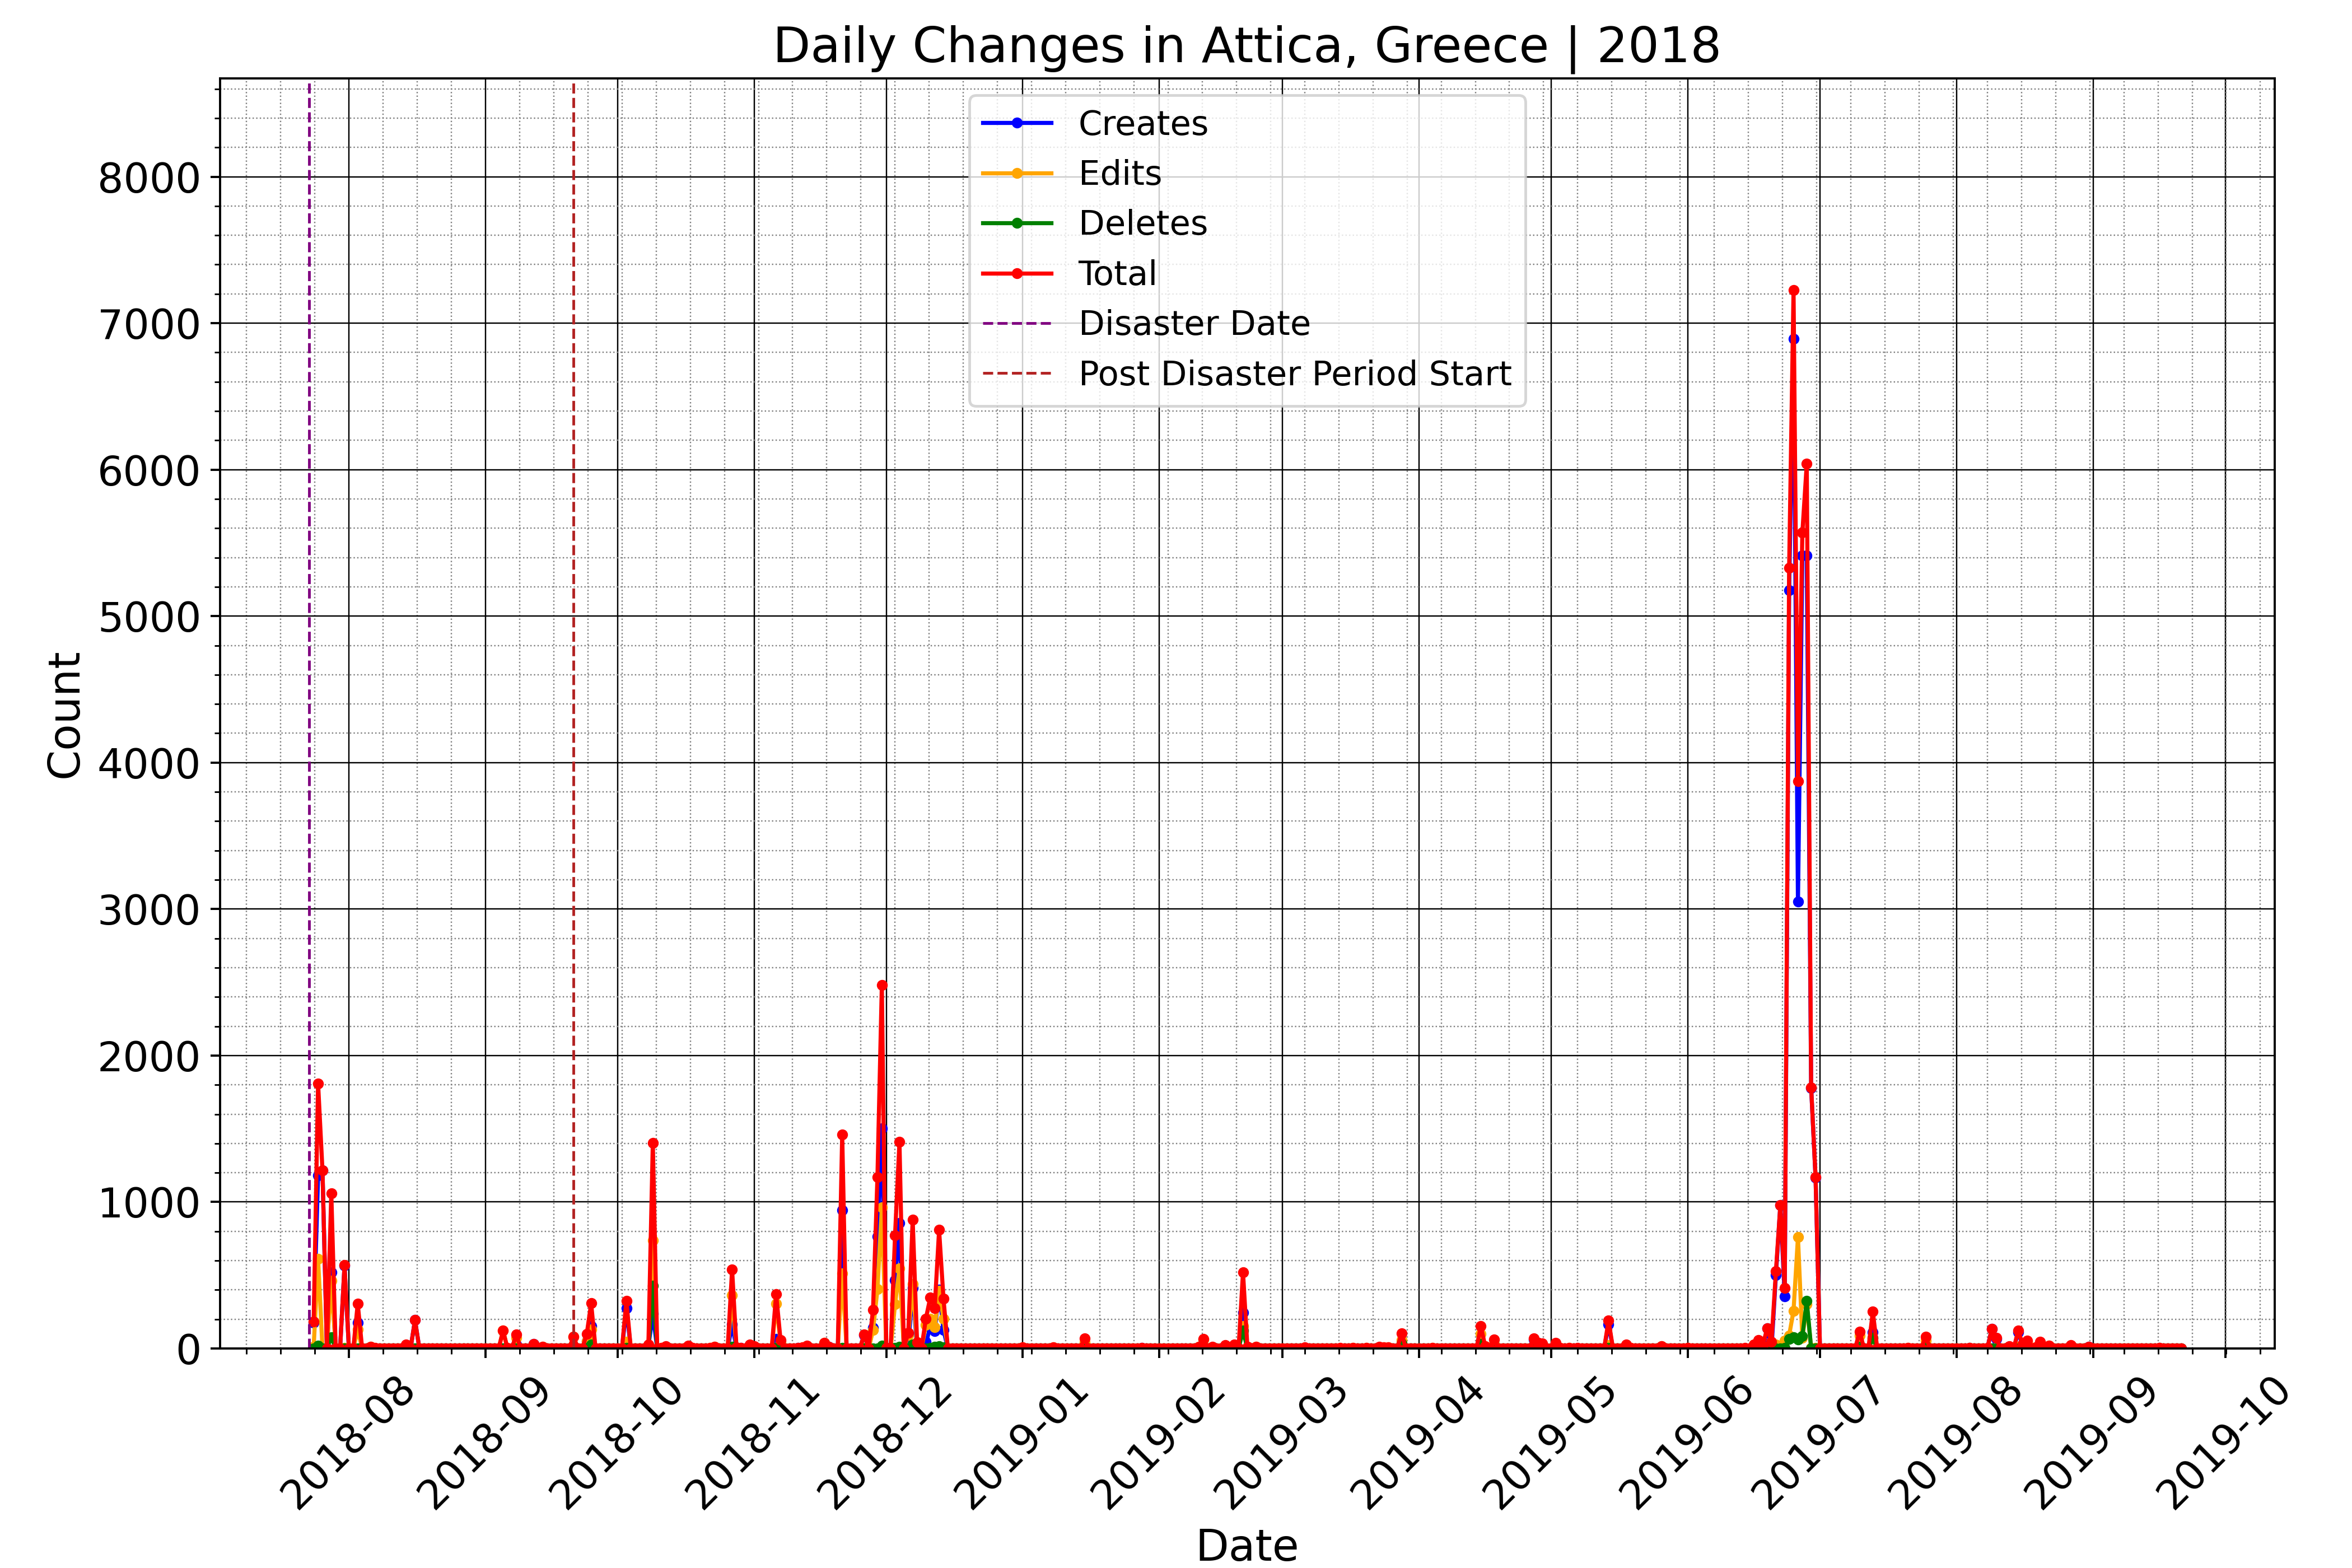 Daily Changes in Attica, Greece | 2018
Creates
Edits
Deletes
Total
Disaster Date
Post Disaster Period Start
8000
7000
6000
5000
4000
3000
2000
1000
0
Count
2018-08
2018-09
2018-10
2018-11
2018-12
2019-01
2019-02
2019-03
2019-04
2019-05
2019-06
2019-07
2019-08
2019-09
2019-10
Date